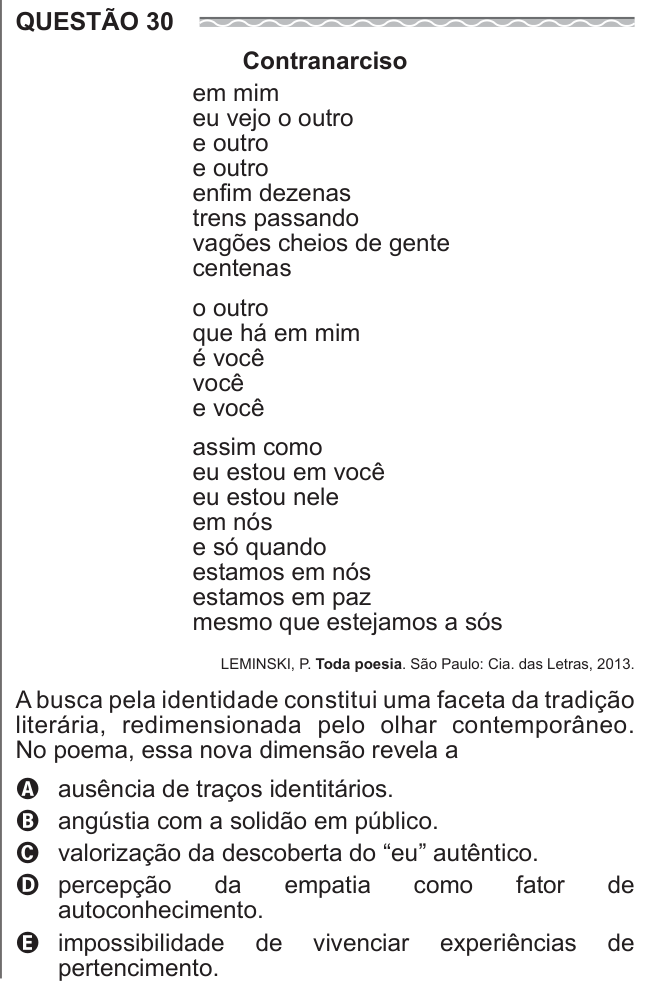 QUESTÃO 30
Contranarciso
em mim
eu vejo o outro
e outro
e outro
enfim dezenas
trens passando
vagões cheios de gente
centenas
o outro
que há em mim
é você
você
e você
assim como
eu estou em você
eu estou nele
em nós
e só quando
estamos em nós
estamos em paz
mesmo que estejamos a sós
LEMINSKI, P. Toda poesia. São Paulo: Cia. das Letras, 2013.
A busca pela identidade constitui uma faceta da tradição
literária, redimensionada pelo olhar contemporâneo.
No poema, essa nova dimensão revela a
A ausência de traços identitários.
B angústia com a solidão em público.
C valorização da descoberta do “eu” autêntico.
D percepção da empatia como fator de
autoconhecimento.
E impossibilidade de vivenciar experiências de
pertencimento.